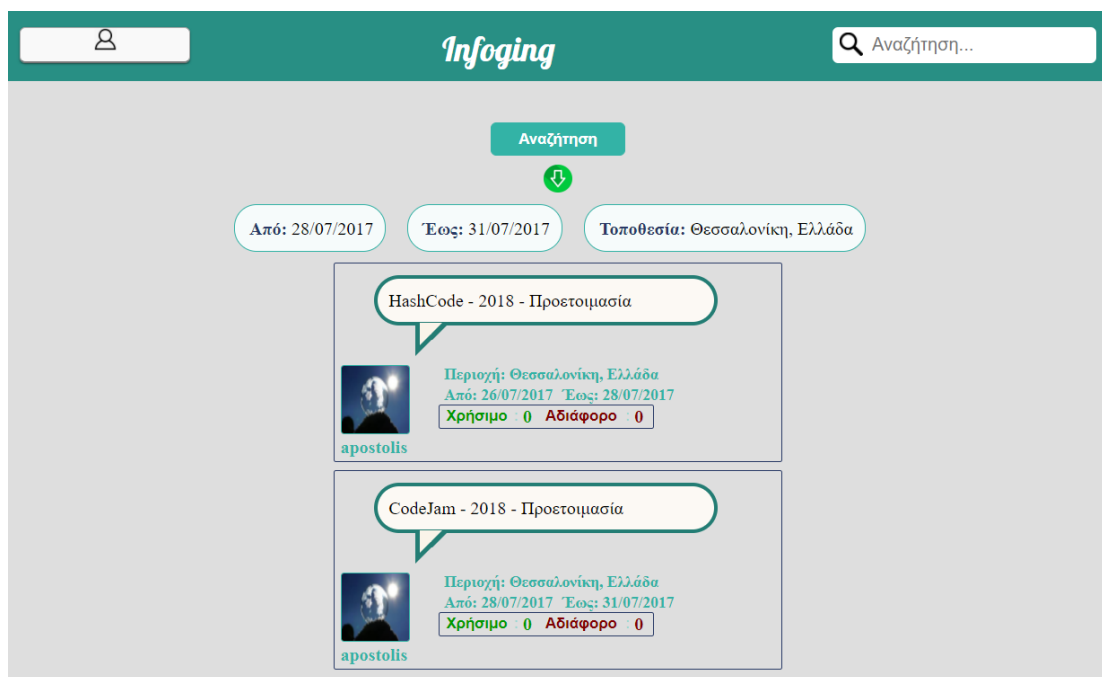 Infoging
Αναζήτηση...
Αναζήτηση
Από: 28/07/2017 Έως: 31/07/2017 Τοποθεσία: Θεσσαλονίκη, Ελλάδα
HashCode - 2018 - Προετοιμασία
Περιοχή: Θεσσαλονίκη, Ελλάδα
Από: 26/07/2017 Έως: 28/07/2017
Χρήσιμο : 0 Αδιάφορο : 0
apostolis
CodeJam - 2018 - Προετοιμασία
Περιοχή: Θεσσαλονίκη, Ελλάδα
Από: 28/07/2017 Έως: 31/07/2017
Χρήσιμο : 0 Αδιάφορο : 0
apostolis